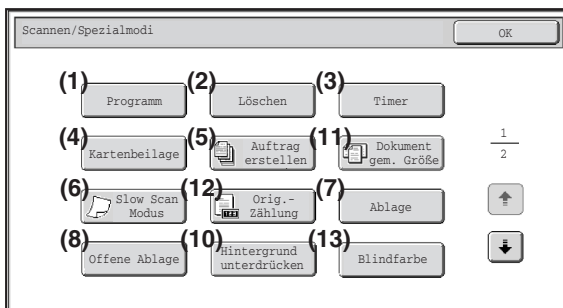 Scannen/Spezialmodi
OK
(1)
Programm
(2)
Löschen
(3)
Timer
(4)
Kartenbeilage
(5)
Auftrag
erstellen
(11)
Dokument
gem. Größe
1
2
(6)
Slow Scan
Modus
(12)
123
Orig.-
Zählung
(7)
Ablage
(8)
Offene Ablage
(10)
Hintergrund
unterdrücken
(13)
Blindfarbe